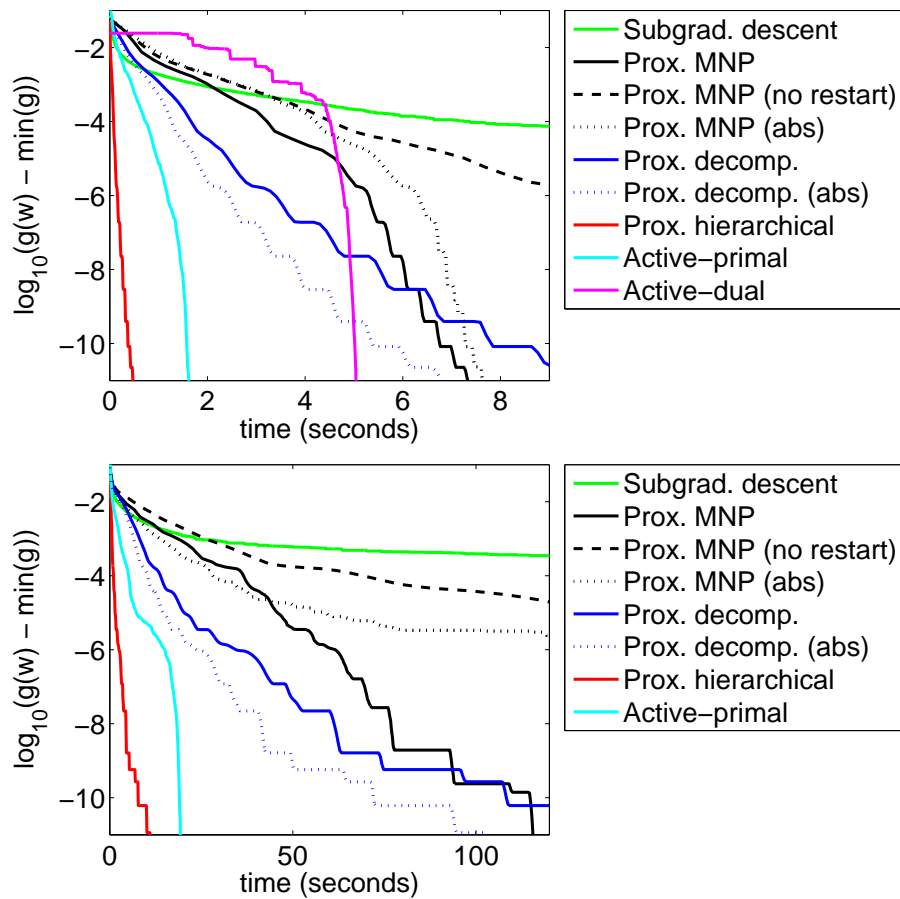 log10(g(w) − min(g))
−2
−4
−6
−8
−10
0
2
4
6
8
time (seconds)
Subgrad. descent
Prox. MNP
Prox. MNP (no restart)
Prox. MNP (abs)
Prox. decomp.
Prox. decomp. (abs)
Prox. hierarchical
Active−primal
Active−dual
log10(g(w) − min(g))
−2
−4
−6
−8
−10
0
50
100
time (seconds)
Subgrad. descent
Prox. MNP
Prox. MNP (no restart)
Prox. MNP (abs)
Prox. decomp.
Prox. decomp. (abs)
Prox. hierarchical
Active−primal